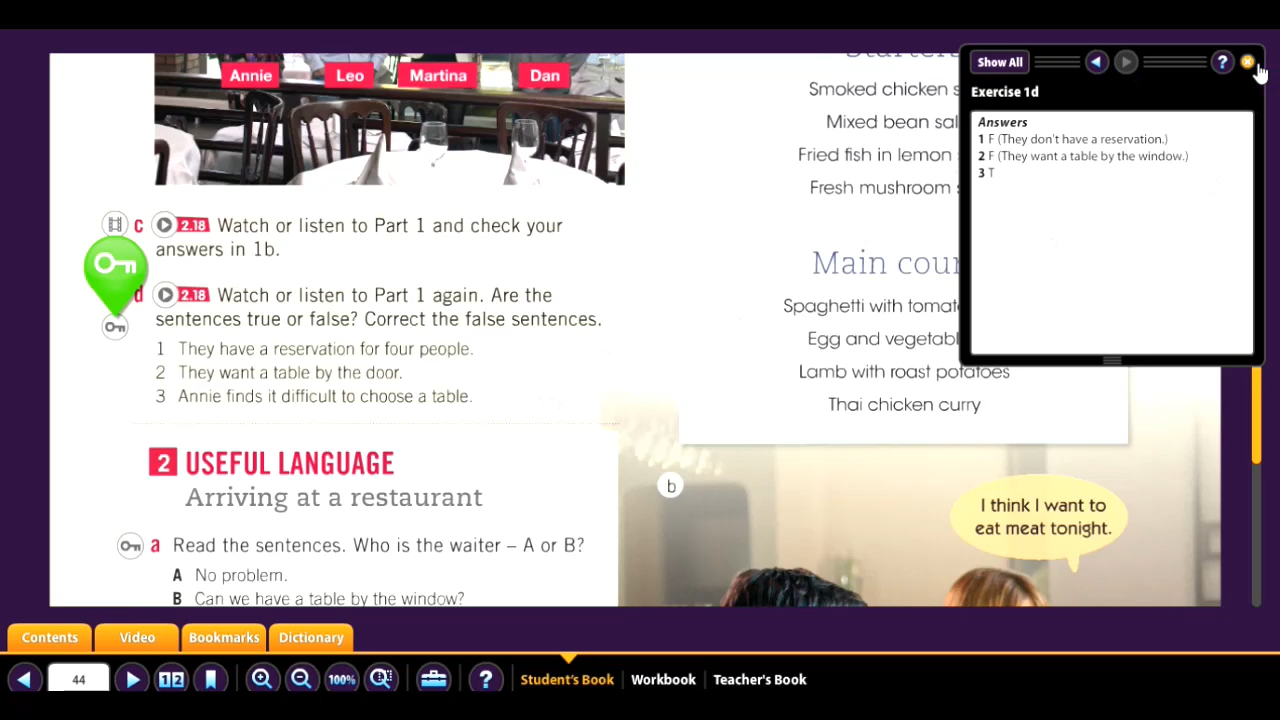 Annie
Leo
Martina
Dan
c 2.18 Watch or listen to Part 1 and check your
answers in 1b.
d 2.18 Watch or listen to Part 1 again. Are the
sentences true or false? Correct the false sentences.
1 They have a reservation for four people.
2 They want a table by the door.
3 Annie finds it difficult to choose a table.
2 USEFUL LANGUAGE
Arriving at a restaurant
a Read the sentences. Who is the waiter – A or B?
A No problem.
B Can we have a table by the window?
Smoked chicken
Mixed bean
Fried fish in lemon
Fresh mushroom
Main
Spaghetti with
Egg and
Lamb with roast potatoes
Thai chicken curry
b
I think I want to
eat meat tonight.
Show All
?
Exercise 1d
Answers
1 F (They don't have a reservation.)
2 F (They want a table by the window.)
3 T
Contents
Video
Bookmarks
Dictionary
44
1 2
100%
?
Student's Book
Workbook
Teacher's Book